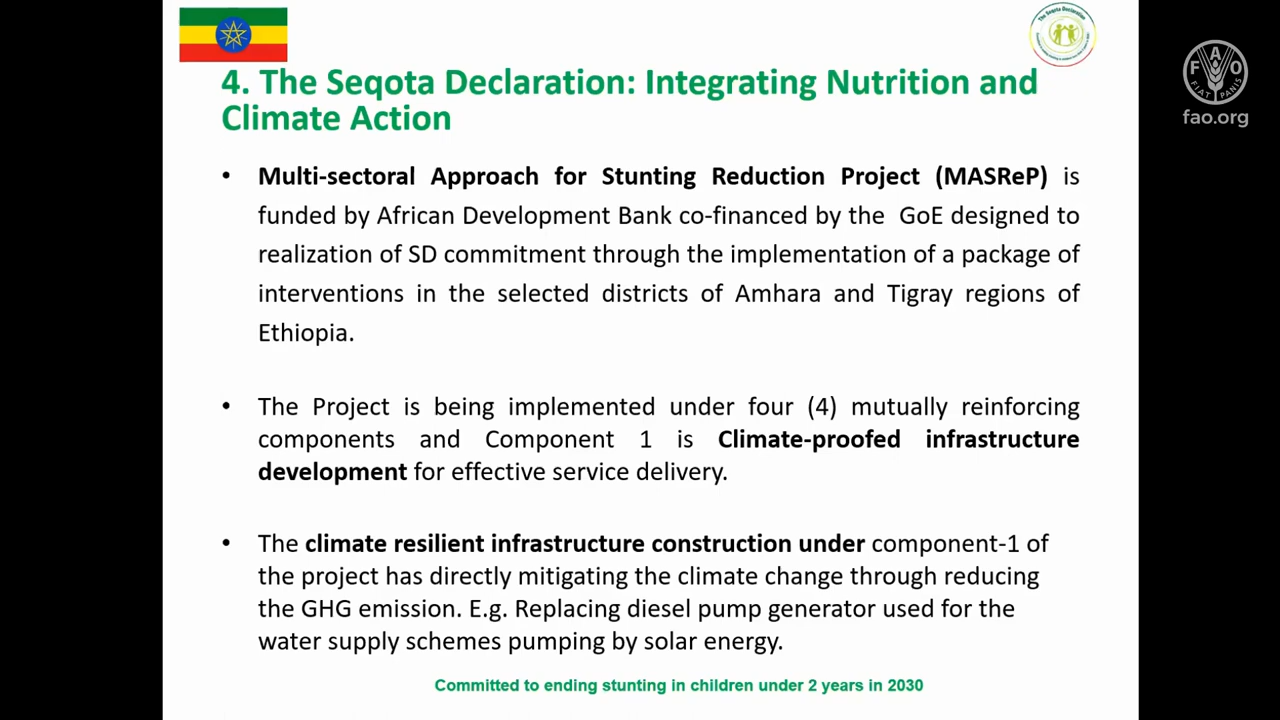 4. The Seqota Declaration: Integrating Nutrition and
Climate Action
• Multi-sectoral Approach for Stunting Reduction Project (MASReP) is
funded by African Development Bank co-financed by the GoE designed to
realization of SD commitment through the implementation of a package of
interventions in the selected districts of Amhara and Tigray regions of
Ethiopia.
• The Project is being implemented under four (4) mutually reinforcing
components and Component 1 is Climate-proofed infrastructure
development for effective service delivery.
• The climate resilient infrastructure construction under component-1 of
the project has directly mitigating the climate change through reducing
the GHG emission. E.g. Replacing diesel pump generator used for the
water supply schemes pumping by solar energy.
Committed to ending stunting in children under 2 years in 2030
The Seqota Declaration
F A O
FIAT PANIS
fao.org